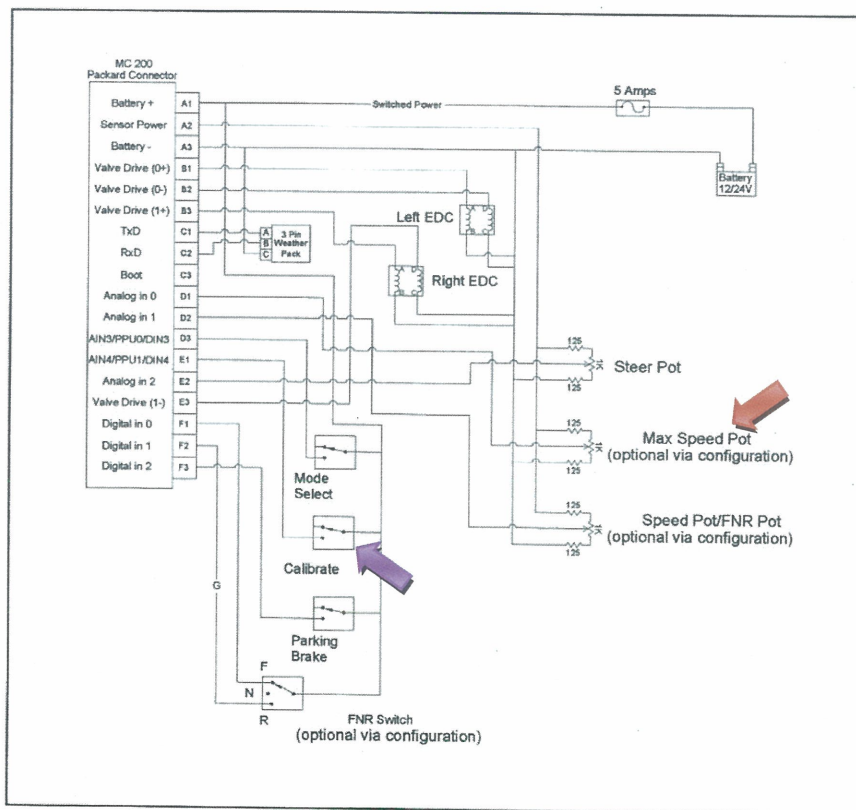 MC 200
Packard Connector
Battery + A1
Sensor Power A2
Battery - A3
Valve Drive (0+) B1
Valve Drive (0-) B2
Valve Drive (1+) B3
TxD C1
RxD C2
Boot C3
Analog in 0 D1
Analog in 1 D2
AIN3/PPU0/DIN3 D3
AIN4/PPU1/DIN4 E1
Analog in 2 E2
Valve Drive (1-) E3
Digital in 0 F1
Digital in 1 F2
Digital in 2 F3
Switched Power
5 Amps
Battery
12/24V
A 3 Pin
B Weather
C Pack
Left EDC
A D
B C
Right EDC
A D
B C
125
1K
125
Steer Pot
125
1K
125
Max Speed Pot
(optional via configuration)
125
1K
125
Speed Pot/FNR Pot
(optional via configuration)
Mode
Select
Calibrate
G
Parking
Brake
F
N
R
FNR Switch
(optional via configuration)